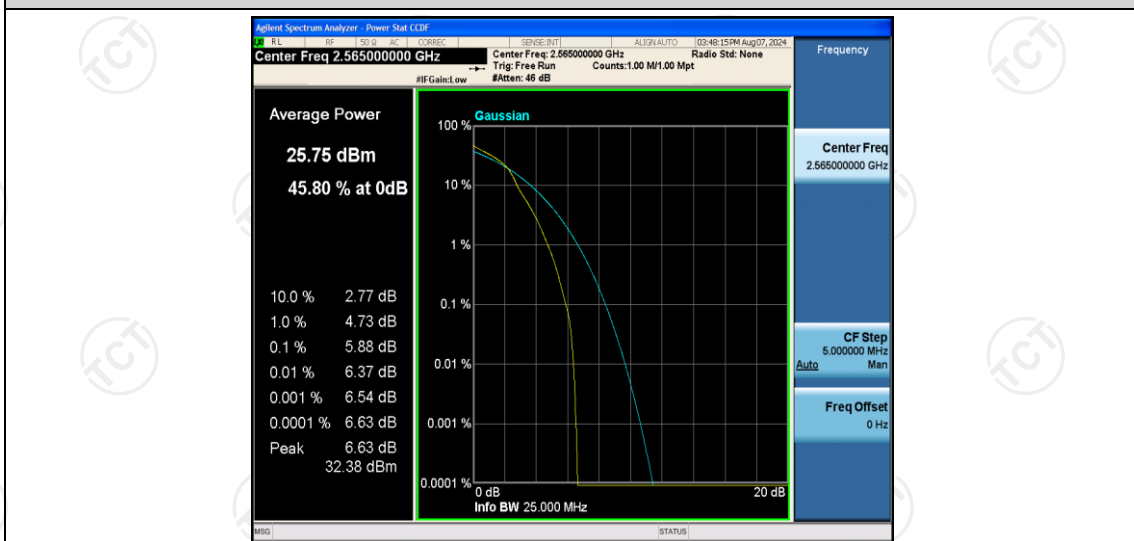 Agilent Spectrum Analyzer - Power Stat CCDF
RL RF 50 Ω AC CORREC SENSE:INT ALIGN AUTO 03:48:15 PM Aug 07, 2024
Center Freq 2.565000000 GHz
Center Freq: 2.565000000 GHz Radio Std: None
Trig: Free Run Counts:1.00 M/1.00 Mpt
#IFGain:Low #Atten: 46 dB
Frequency
Average Power
25.75 dBm
45.80 % at 0dB
10.0 % 2.77 dB
1.0 % 4.73 dB
0.1 % 5.88 dB
0.01 % 6.37 dB
0.001 % 6.54 dB
0.0001 % 6.63 dB
Peak 6.63 dB
32.38 dBm
Gaussian
100 %
10 %
1 %
0.1 %
0.01 %
0.001 %
0.0001 %
0 dB 20 dB
Info BW 25.000 MHz
Center Freq
2.565000000 GHz
CF Step
5.000000 MHz
Auto Man
Freq Offset
0 Hz
MSG STATUS
TCT
TCT
TCT
TCT